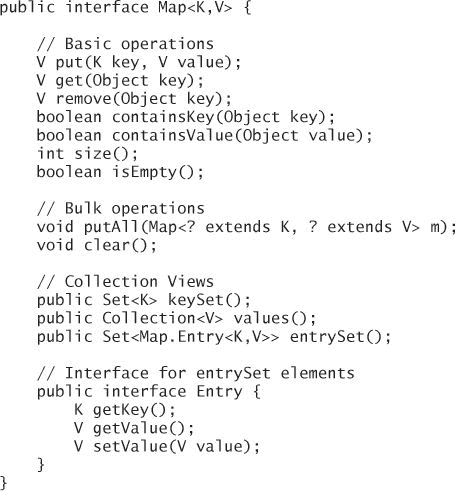 public interface Map<K,V> {
// Basic operations
V put(K key, V value);
V get(Object key);
V remove(Object key);
boolean containsKey(Object key);
boolean containsValue(Object value);
int size();
boolean isEmpty();
// Bulk operations
void putAll(Map<? extends K, ? extends V> m);
void clear();
// Collection Views
public Set<K> keySet();
public Collection<V> values();
public Set<Map.Entry<K,V>> entrySet();
// Interface for entrySet elements
public interface Entry {
K getKey();
V getValue();
V setValue(V value);
}
}